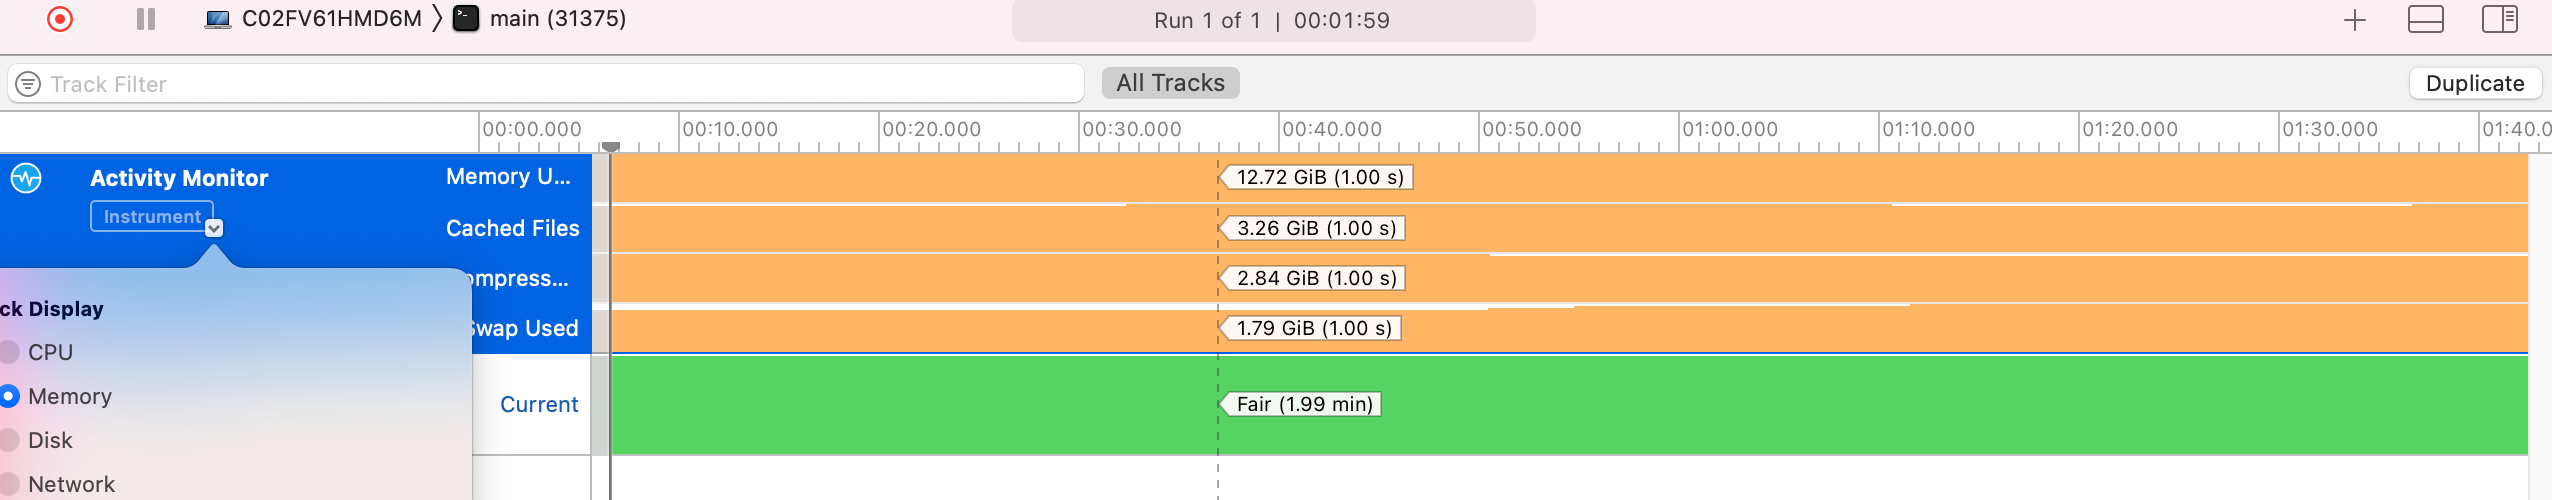 C02FV61HMD6M 〉 main (31375)
Run 1 of 1 | 00:01:59
Track Filter
All Tracks
Duplicate
00:00.000 00:10.000 00:20.000 00:30.000 00:40.000 00:50.000 01:00.000 01:10.000 01:20.000 01:30.000 01:40.0
Activity Monitor
Instrument
Memory U...
12.72 GiB (1.00 s)
Cached Files
3.26 GiB (1.00 s)
ompress...
2.84 GiB (1.00 s)
Swap Used
1.79 GiB (1.00 s)
Current
Fair (1.99 min)
ck Display
CPU
Memory
Disk
Network